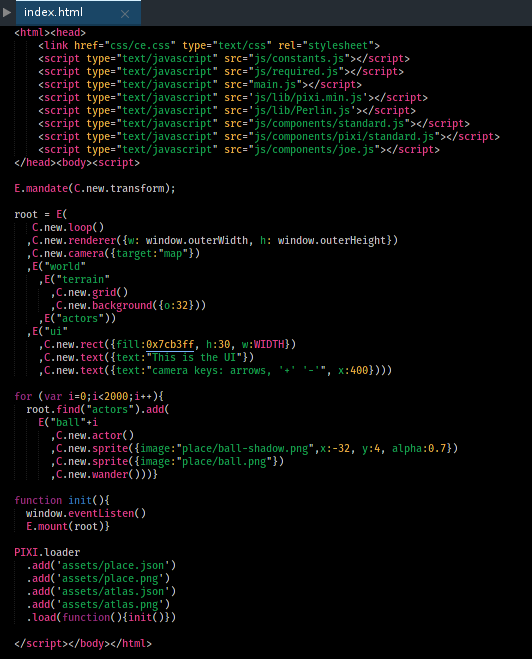 index.html
<html><head>
<link href="css/ce.css" type="text/css" rel="stylesheet">
<script type="text/javascript" src="js/constants.js"></script>
<script type="text/javascript" src="js/required.js"></script>
<script type="text/javascript" src="main.js"></script>
<script type="text/javascript" src='js/lib/pixi.min.js'></script>
<script type="text/javascript" src='js/lib/Perlin.js'></script>
<script type="text/javascript" src="js/components/standard.js"></script>
<script type="text/javascript" src="js/components/pixi/standard.js"></script>
<script type="text/javascript" src="js/components/joe.js"></script>
</head><body><script>
E.mandate(C.new.transform);
root = E(
C.new.loop()
,C.new.renderer({w: window.outerWidth, h: window.outerHeight})
,C.new.camera({target:"map"})
,E("world"
,E("terrain"
,C.new.grid()
,C.new.background({o:32}))
,E("actors"))
,E("ui"
,C.new.rect({fill:0x7cb3ff, h:30, w:WIDTH})
,C.new.text({text:"This is the UI"})
,C.new.text({text:"camera keys: arrows, '+' '-'", x:400})))
for (var i=0;i<2000;i++){
root.find("actors").add(
E("ball"+i
,C.new.actor()
,C.new.sprite({image:"place/ball-shadow.png",x:-32, y:4, alpha:0.7})
,C.new.sprite({image:"place/ball.png"})
,C.new.wander()))}
function init(){
window.eventListen()
E.mount(root)}
PIXI.loader
.add('assets/place.json')
.add('assets/place.png')
.add('assets/atlas.json')
.add('assets/atlas.png')
.load(function(){init()})
</script></body></html>